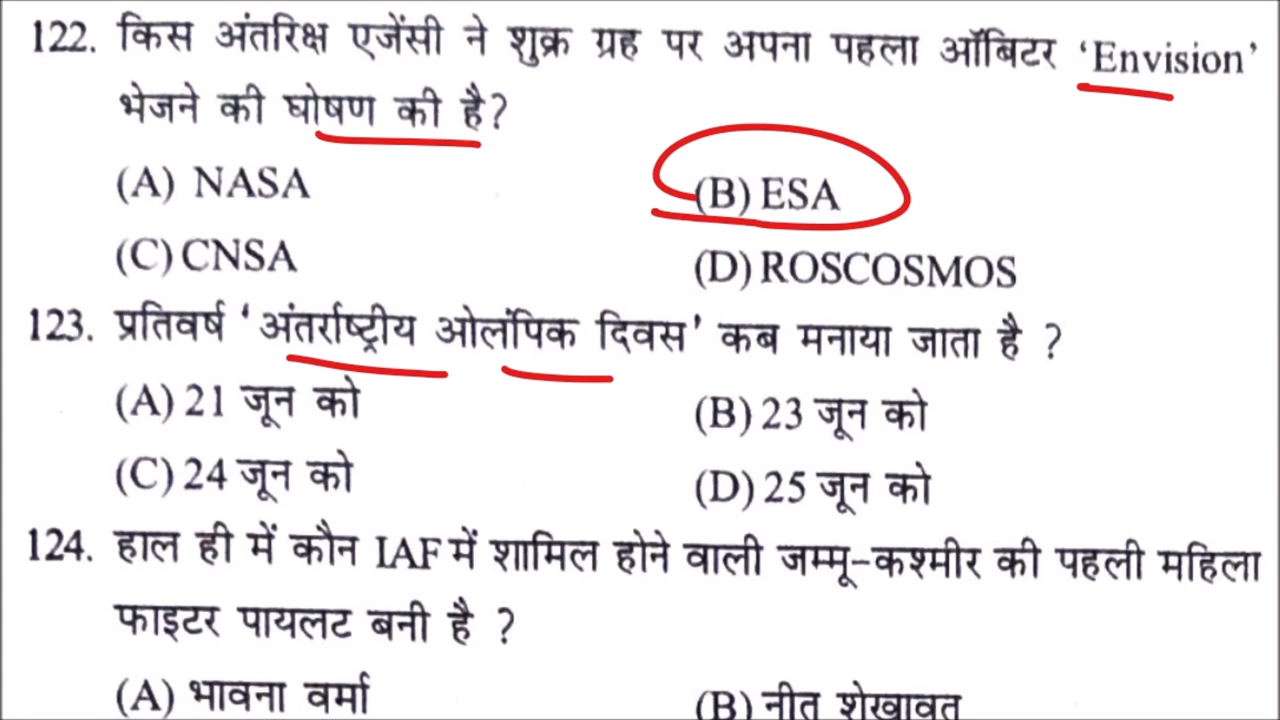 122. किस अंतरिक्ष एजेंसी ने शुक्र ग्रह पर अपना पहला ऑबिटर ‘Envision’
भेजने की घोषण की है?
(A) NASA (B) ESA
(C) CNSA (D) ROSCOSMOS
123. प्रतिवर्ष ‘अंतर्राष्ट्रीय ओलंपिक दिवस’ कब मनाया जाता है ?
(A) 21 जून को (B) 23 जून को
(C) 24 जून को (D) 25 जून को
124. हाल ही में कौन IAF में शामिल होने वाली जम्मू-कश्मीर की पहली महिला
फाइटर पायलट बनी है ?
(A) भावना वर्मा (B) नीत शेखावत